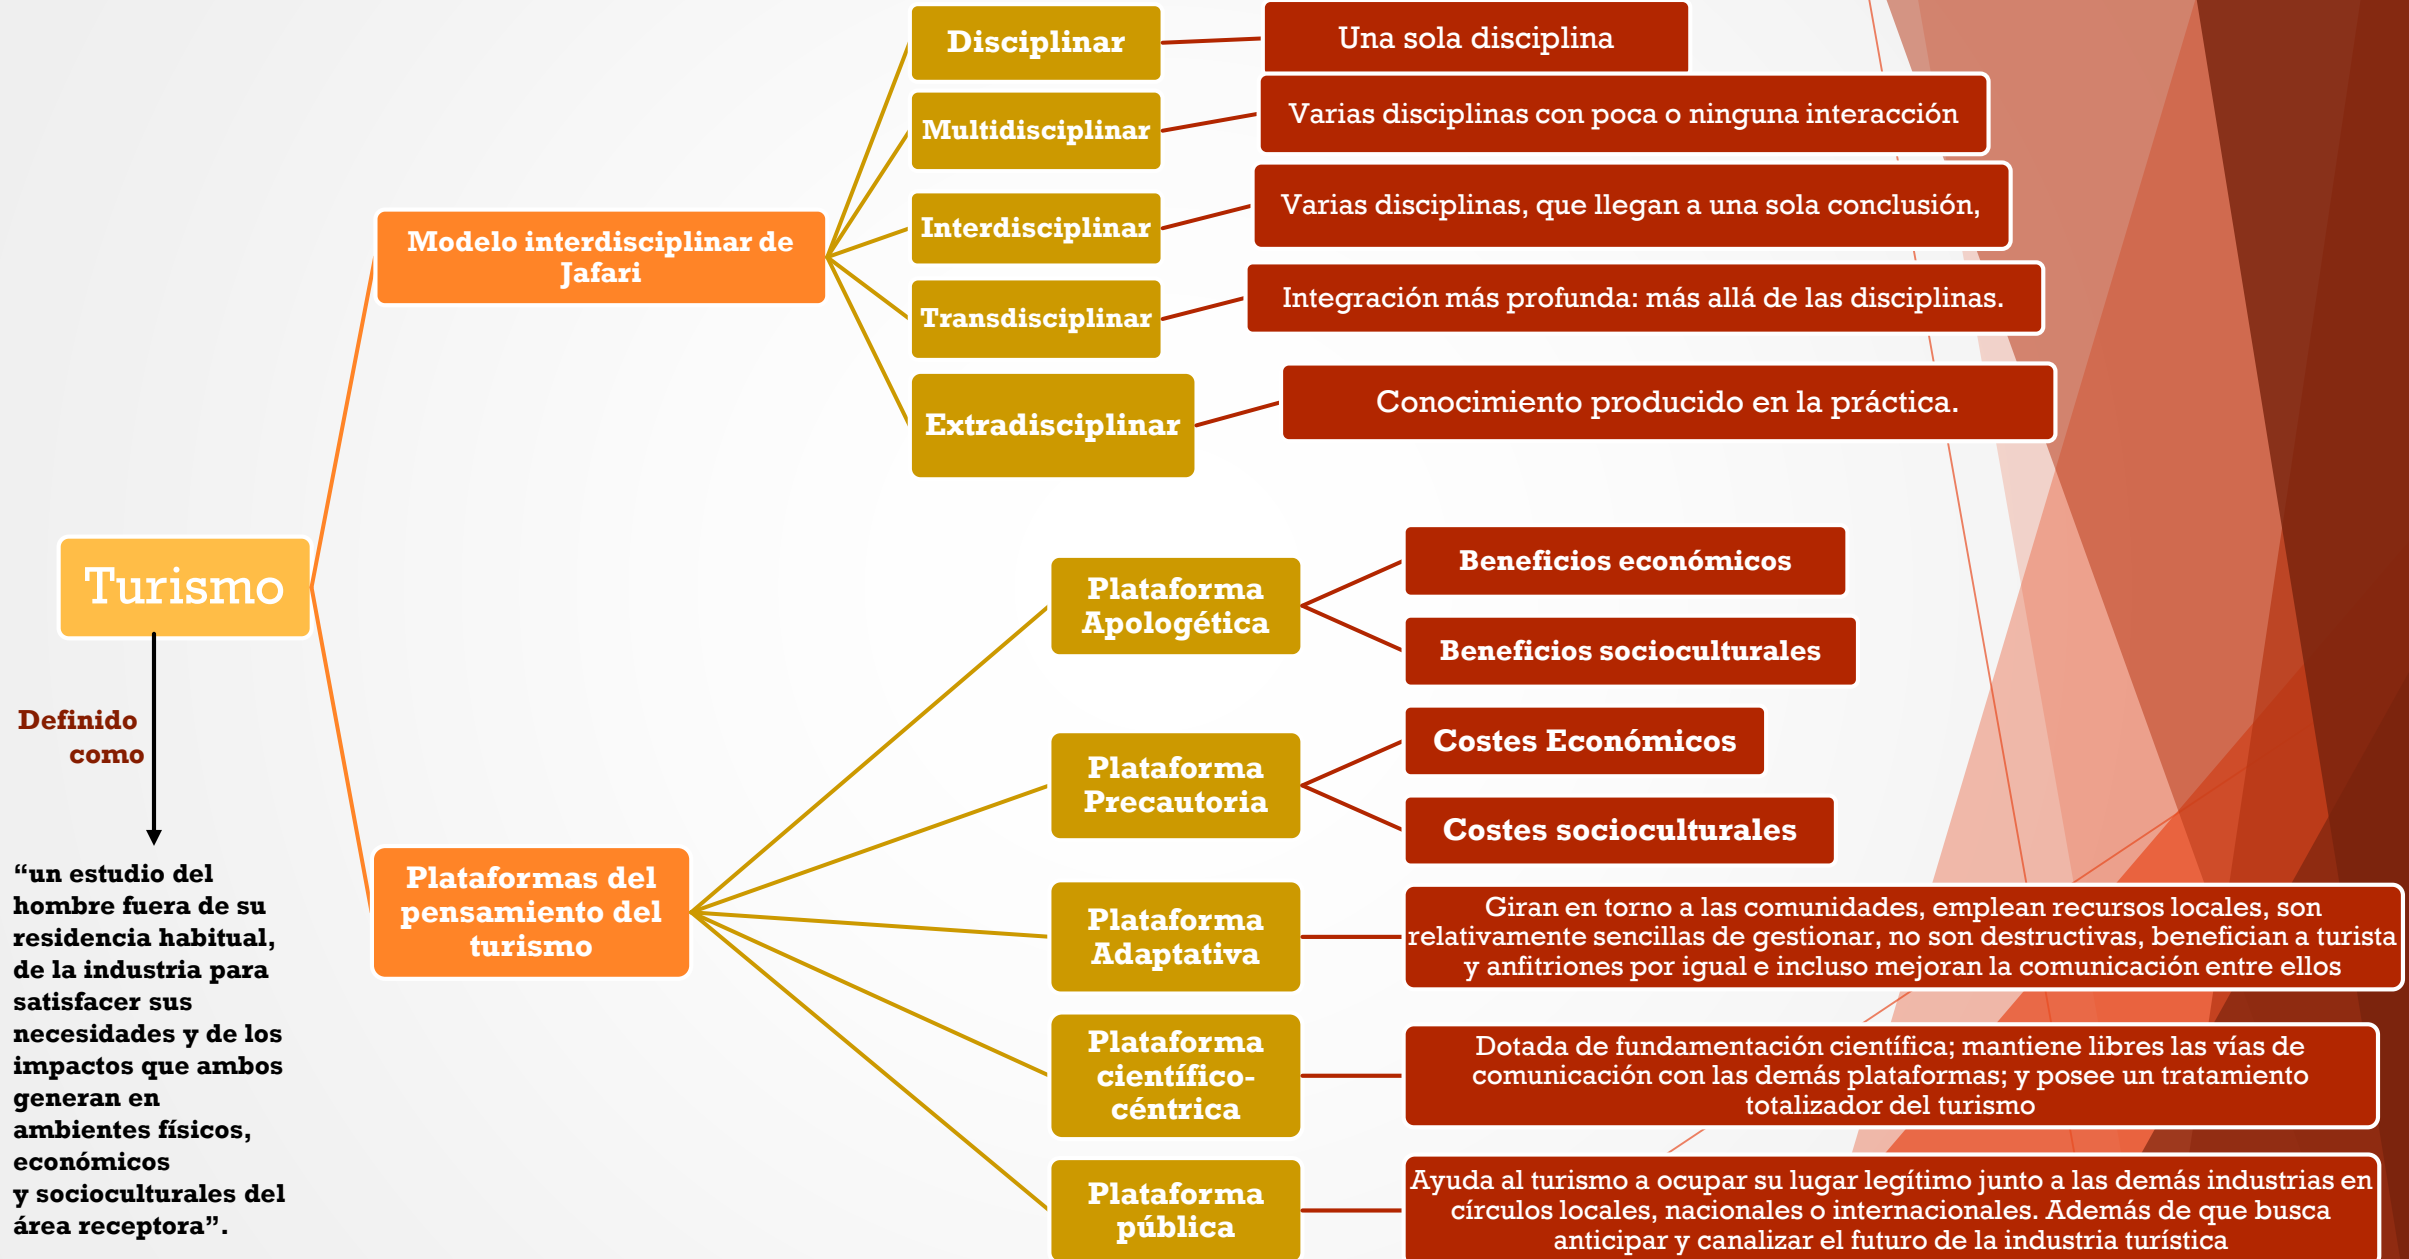 Turismo
Definido
como
“un estudio del
hombre fuera de su
residencia habitual,
de la industria para
satisfacer sus
necesidades y de los
impactos que ambos
generan en
ambientes físicos,
económicos
y socioculturales del
área receptora”.
Modelo interdisciplinar de
Jafari
Disciplinar
Una sola disciplina
Multidisciplinar
Varias disciplinas con poca o ninguna interacción
Interdisciplinar
Varias disciplinas, que llegan a una sola conclusión,
Transdisciplinar
Integración más profunda: más allá de las disciplinas.
Extradisciplinar
Conocimiento producido en la práctica.
Plataformas del
pensamiento del
turismo
Plataforma
Apologética
Beneficios económicos
Beneficios socioculturales
Plataforma
Precautoria
Costes Económicos
Costes socioculturales
Plataforma
Adaptativa
Giran en torno a las comunidades, emplean recursos locales, son
relativamente sencillas de gestionar, no son destructivas, benefician a turista
y anfitriones por igual e incluso mejoran la comunicación entre ellos
Plataforma
científico-
céntrica
Dotada de fundamentación científica; mantiene libres las vías de
comunicación con las demás plataformas; y posee un tratamiento
totalizador del turismo
Plataforma
pública
Ayuda al turismo a ocupar su lugar legítimo junto a las demás industrias en
círculos locales, nacionales o internacionales. Además de que busca
anticipar y canalizar el futuro de la industria turística